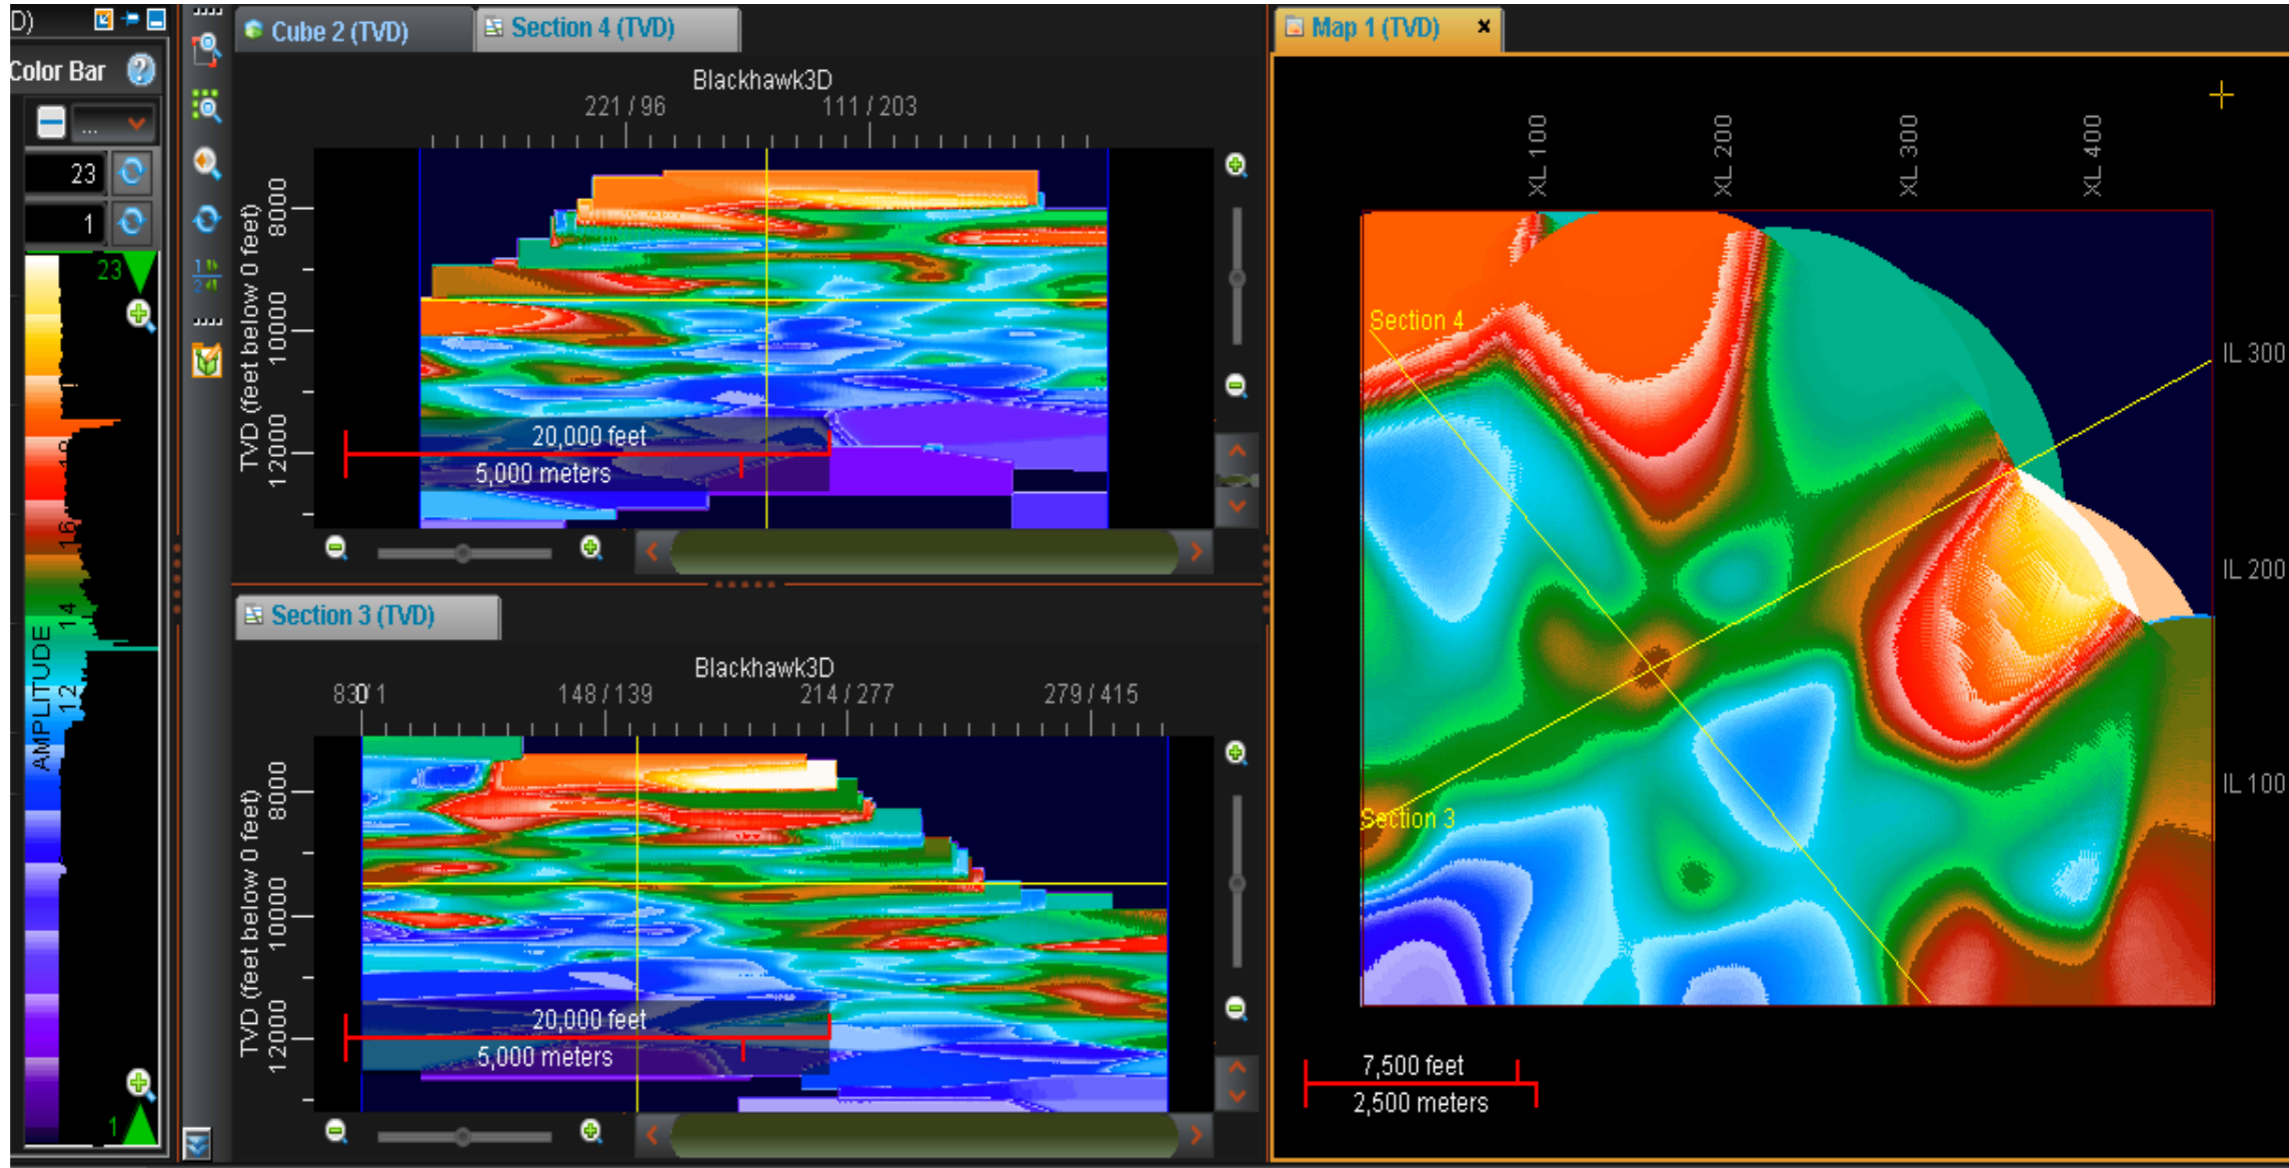 D)
Color Bar
...
23
1
23
18
16
14
12
AMPLITUDE
1
Cube 2 (TVD)
Section 4 (TVD)
Blackhawk3D
221 / 96
111 / 203
TVD (feet below 0 feet)
8000
10000
12000
20,000 feet
5,000 meters
Section 3 (TVD)
Blackhawk3D
148 / 139
214 / 277
279 / 415
TVD (feet below 0 feet)
8000
10000
12000
20,000 feet
5,000 meters
Map 1 (TVD)
XL 100
XL 200
XL 300
XL 400
Section 4
IL 300
IL 200
IL 100
Section 3
7,500 feet
2,500 meters